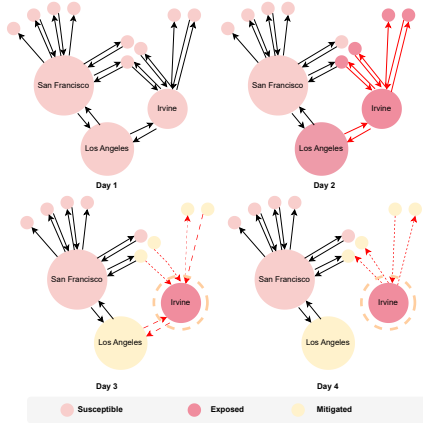 San Francisco
Irvine
Los Angeles
Day 1
San Francisco
Irvine
Los Angeles
Day 2
San Francisco
Irvine
Los Angeles
Day 3
San Francisco
Irvine
Los Angeles
Day 4
Susceptible Exposed Mitigated